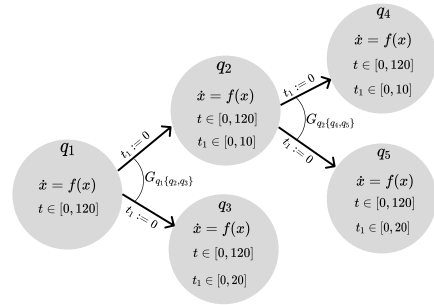 q₁
ẋ = f(x)
t ∈ [0, 120]
t₁ := 0
G_{q₁{q₂,q₃}}
t₁ := 0
q₂
ẋ = f(x)
t ∈ [0, 120]
t₁ ∈ [0, 10]
q₃
ẋ = f(x)
t ∈ [0, 120]
t₁ ∈ [0, 20]
t₁ := 0
G_{q₂{q₄,q₅}}
t₁ := 0
q₄
ẋ = f(x)
t ∈ [0, 120]
t₁ ∈ [0, 10]
q₅
ẋ = f(x)
t ∈ [0, 120]
t₁ ∈ [0, 20]